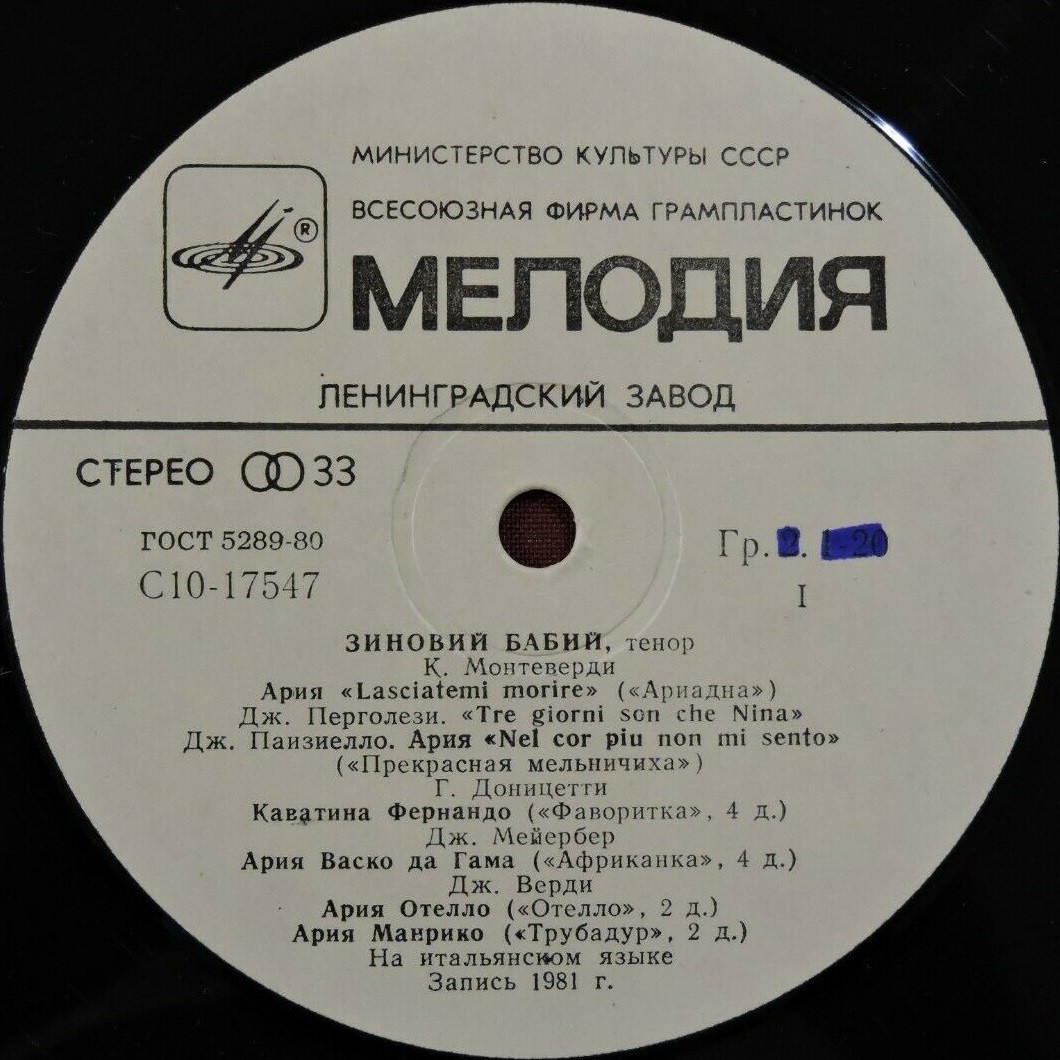 МИНИСТЕРСТВО КУЛЬТУРЫ СССР
ВСЕСОЮЗНАЯ ФИРМА ГРАМПЛАСТИНОК
®
МЕЛОДИЯ
ЛЕНИНГРАДСКИЙ ЗАВОД
СТЕРЕО 33
ГОСТ 5289-80
Гр. 2. 1-20
С10-17547
I
ЗИНОВИЙ БАБИЙ, тенор
К. Монтеверди
Ария «Lasciatemi morire» («Ариадна»)
Дж. Перголези. «Tre giorni son che Nina»
Дж. Паизиелло. Ария «Nel cor piu non mi sento»
(«Прекрасная мельничиха»)
Г. Доницетти
Каватина Фернандо («Фаворитка», 4 д.)
Дж. Мейербер
Ария Васко да Гама («Африканка», 4 д.)
Дж. Верди
Ария Отелло («Отелло», 2 д.)
Ария Манрико («Трубадур», 2 д.)
На итальянском языке
Запись 1981 г.